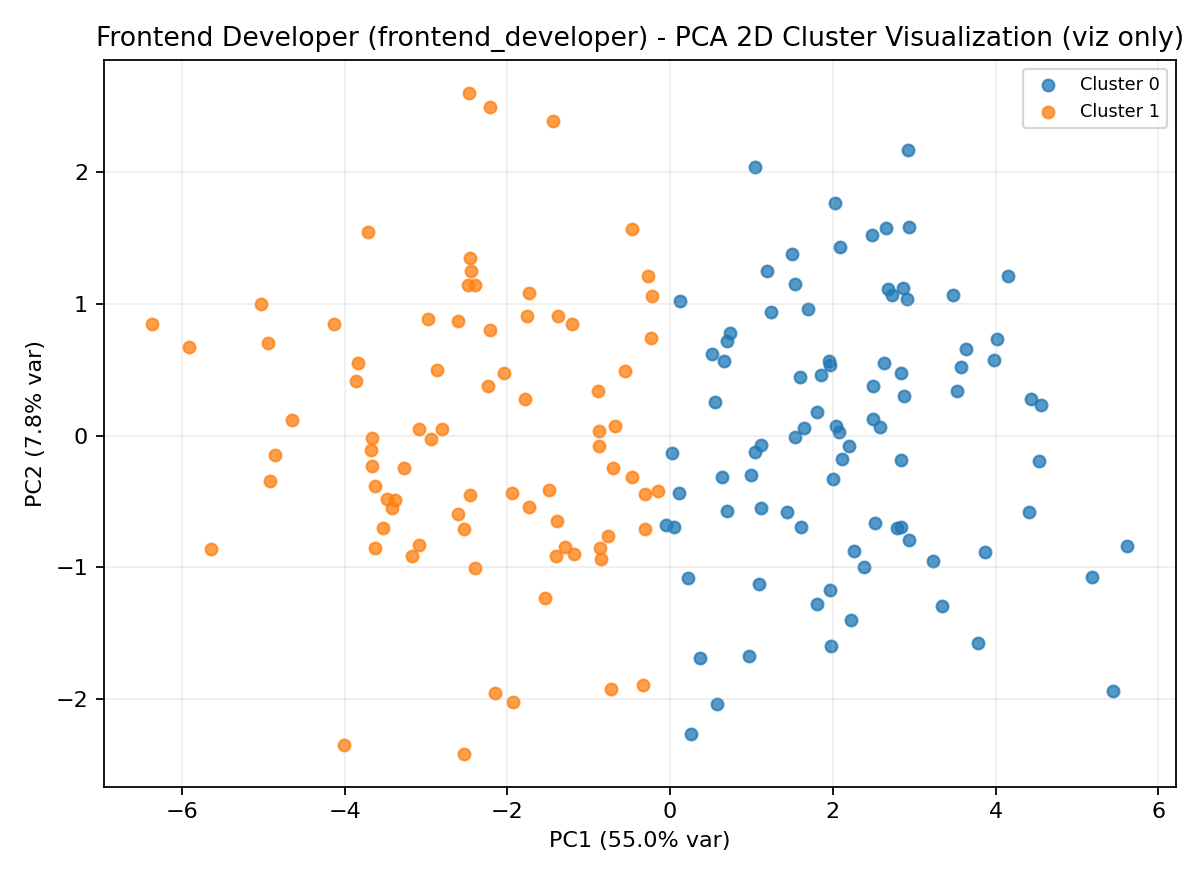 Frontend Developer (frontend_developer) - PCA 2D Cluster Visualization (viz only)
Cluster 0
Cluster 1
2
1
0
−1
−2
PC2 (7.8% var)
−6 −4 −2 0 2 4 6
PC1 (55.0% var)